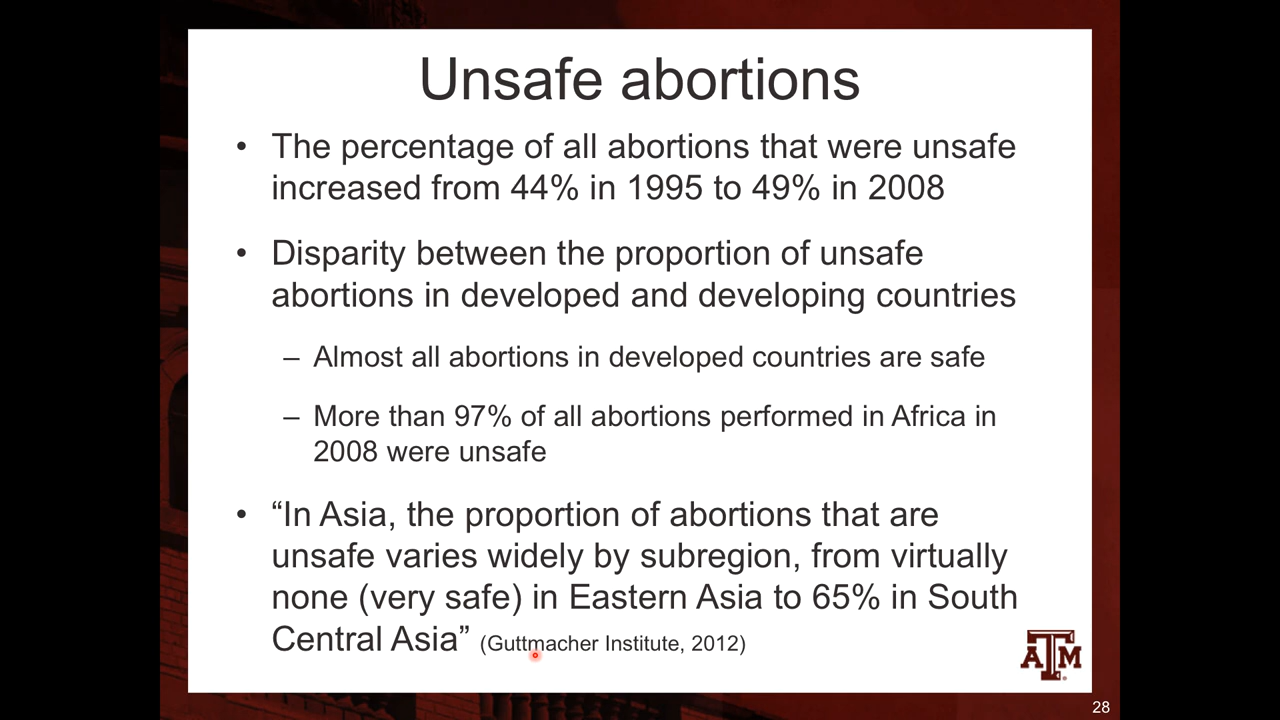 Unsafe abortions
• The percentage of all abortions that were unsafe
increased from 44% in 1995 to 49% in 2008
• Disparity between the proportion of unsafe
abortions in developed and developing countries
– Almost all abortions in developed countries are safe
– More than 97% of all abortions performed in Africa in
2008 were unsafe
• “In Asia, the proportion of abortions that are
unsafe varies widely by subregion, from virtually
none (very safe) in Eastern Asia to 65% in South
Central Asia” (Guttmacher Institute, 2012)
ATM
28